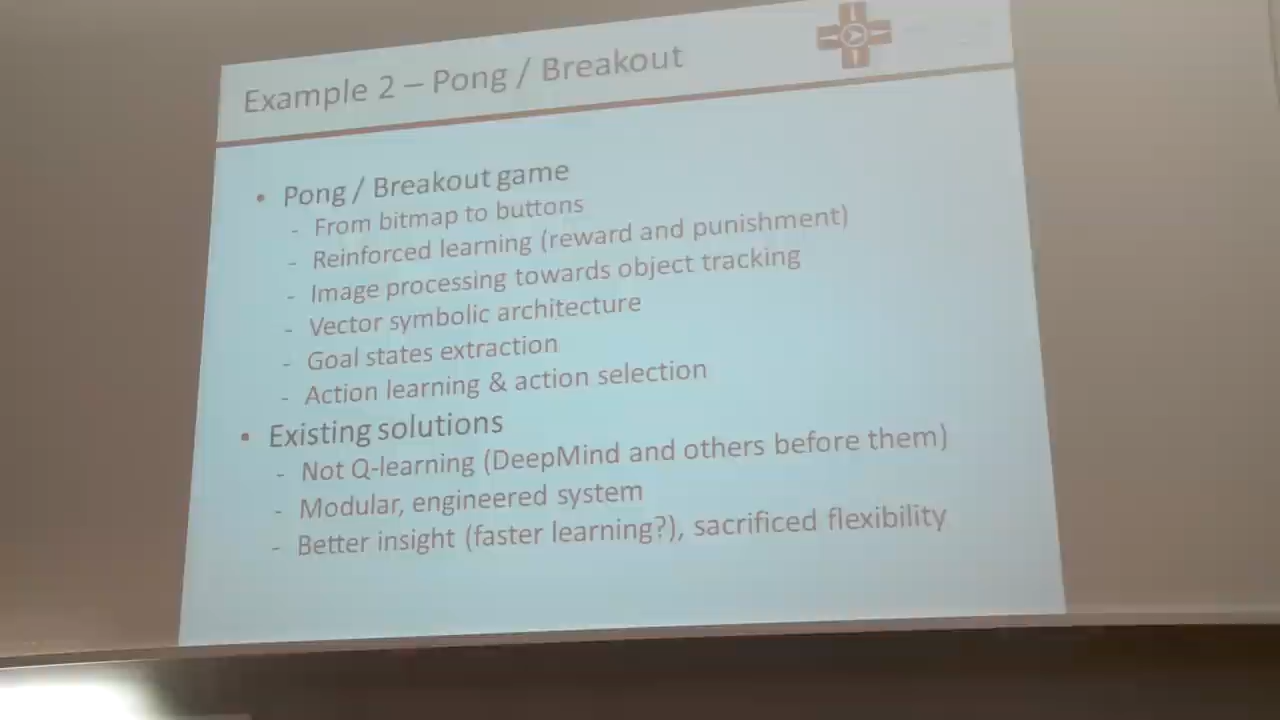 Example 2 – Pong / Breakout
• Pong / Breakout game
- From bitmap to buttons
- Reinforced learning (reward and punishment)
- Image processing towards object tracking
- Vector symbolic architecture
- Goal states extraction
- Action learning & action selection
• Existing solutions
- Not Q-learning (DeepMind and others before them)
- Modular, engineered system
- Better insight (faster learning?), sacrificed flexibility